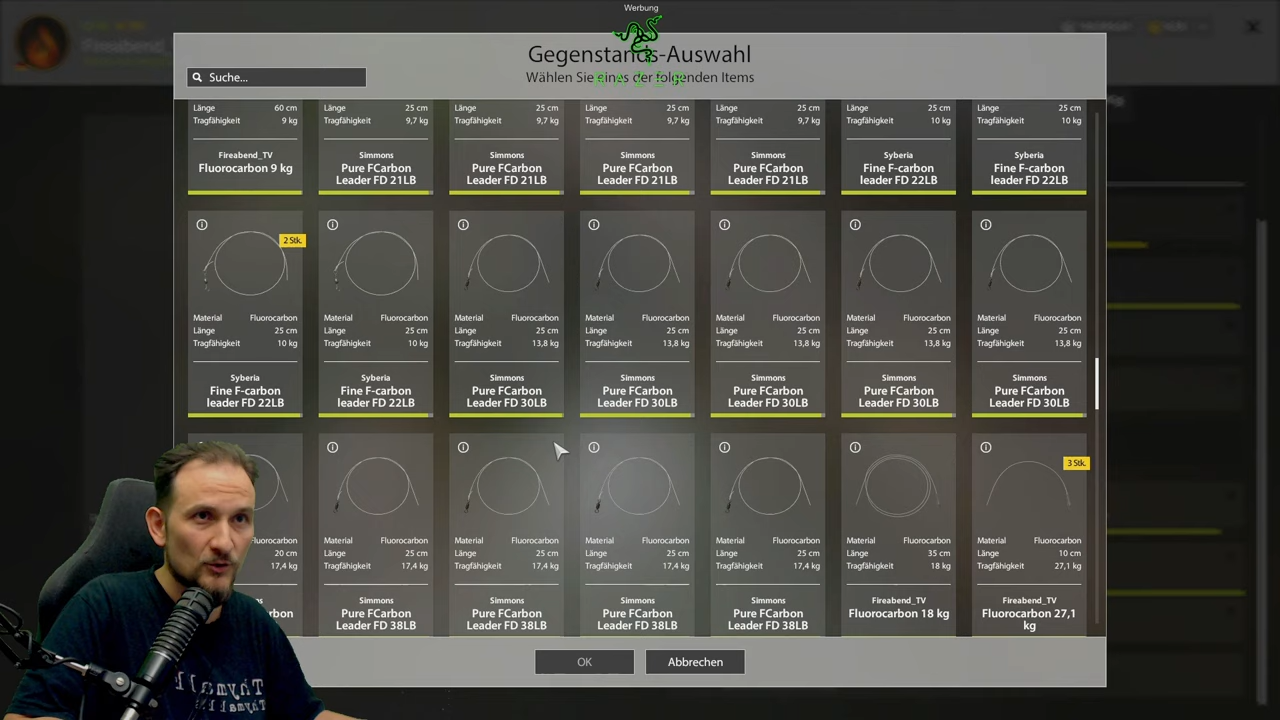 Werbung
Gegenstands-Auswahl
Suche...
Wählen Sie eines der folgenden Items
Länge 60 cm
Tragfähigkeit 9 kg
Fireabend_TV
Fluorocarbon 9 kg
Länge 25 cm
Tragfähigkeit 9,7 kg
Simmons
Pure FCarbon
Leader FD 21LB
Länge 25 cm
Tragfähigkeit 9,7 kg
Simmons
Pure FCarbon
Leader FD 21LB
Länge 25 cm
Tragfähigkeit 9,7 kg
Simmons
Pure FCarbon
Leader FD 21LB
Länge 25 cm
Tragfähigkeit 9,7 kg
Simmons
Pure FCarbon
Leader FD 21LB
Länge 25 cm
Tragfähigkeit 10 kg
Syberia
Fine F-carbon
leader FD 22LB
Länge 25 cm
Tragfähigkeit 10 kg
Syberia
Fine F-carbon
leader FD 22LB
2 Stk.
Material Fluorocarbon
Länge 25 cm
Tragfähigkeit 10 kg
Syberia
Fine F-carbon
leader FD 22LB
Material Fluorocarbon
Länge 25 cm
Tragfähigkeit 10 kg
Syberia
Fine F-carbon
leader FD 22LB
Material Fluorocarbon
Länge 25 cm
Tragfähigkeit 13,8 kg
Simmons
Pure FCarbon
Leader FD 30LB
Material Fluorocarbon
Länge 25 cm
Tragfähigkeit 13,8 kg
Simmons
Pure FCarbon
Leader FD 30LB
Material Fluorocarbon
Länge 25 cm
Tragfähigkeit 13,8 kg
Simmons
Pure FCarbon
Leader FD 30LB
Material Fluorocarbon
Länge 25 cm
Tragfähigkeit 13,8 kg
Simmons
Pure FCarbon
Leader FD 30LB
Material Fluorocarbon
Länge 25 cm
Tragfähigkeit 13,8 kg
Simmons
Pure FCarbon
Leader FD 30LB
Fluorocarbon
20 cm
17,4 kg
Material Fluorocarbon
Länge 25 cm
Tragfähigkeit 17,4 kg
Simmons
Pure FCarbon
Leader FD 38LB
Material Fluorocarbon
Länge 25 cm
Tragfähigkeit 17,4 kg
Simmons
Pure FCarbon
Leader FD 38LB
Material Fluorocarbon
Länge 25 cm
Tragfähigkeit 17,4 kg
Simmons
Pure FCarbon
Leader FD 38LB
Material Fluorocarbon
Länge 25 cm
Tragfähigkeit 17,4 kg
Simmons
Pure FCarbon
Leader FD 38LB
Material Fluorocarbon
Länge 35 cm
Tragfähigkeit 18 kg
Fireabend_TV
Fluorocarbon 18 kg
3 Stk.
Material Fluorocarbon
Länge 10 cm
Tragfähigkeit 27,1 kg
Fireabend_TV
Fluorocarbon 27,1
kg
OK
Abbrechen